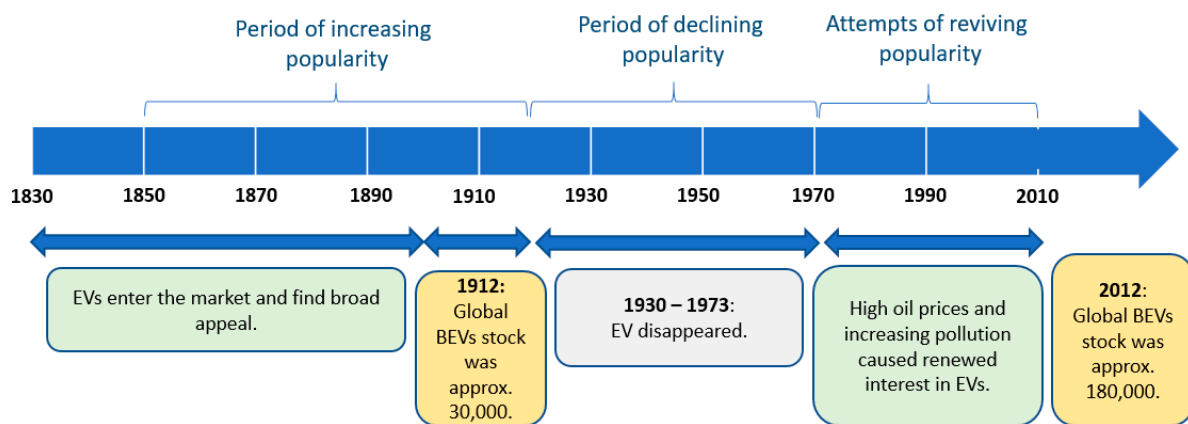 Period of increasing
popularity
Period of declining
popularity
Attempts of reviving
popularity
1830
1850
1870
1890
1910
1930
1950
1970
1990
2010
EVs enter the market and find broad
appeal.
1912:
Global
BEVs stock
was
approx.
30,000.
1930 – 1973:
EV disappeared.
High oil prices and
increasing pollution
caused renewed
interest in EVs.
2012:
Global BEVs
stock was
approx.
180,000.